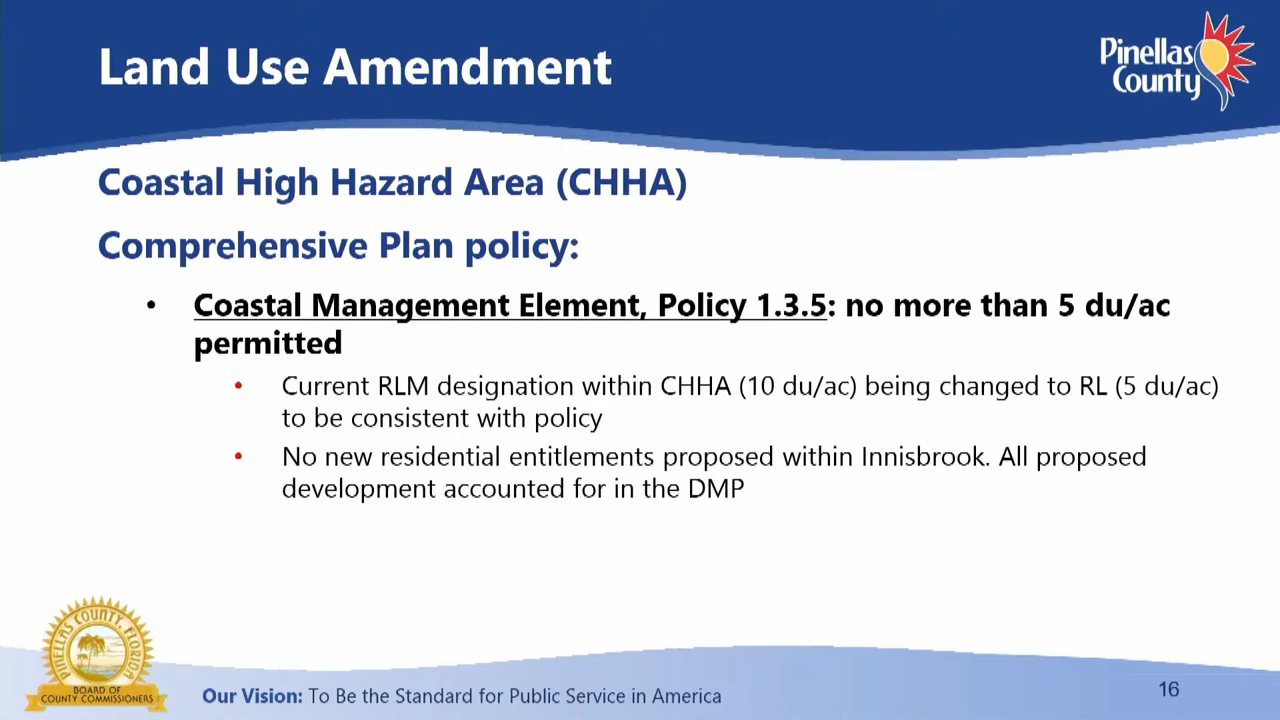 Land Use Amendment
Pinellas
County
Coastal High Hazard Area (CHHA)
Comprehensive Plan policy:
• Coastal Management Element, Policy 1.3.5: no more than 5 du/ac
permitted
• Current RLM designation within CHHA (10 du/ac) being changed to RL (5 du/ac)
to be consistent with policy
• No new residential entitlements proposed within Innisbrook. All proposed
development accounted for in the DMP
PINELLAS COUNTY, FLORIDA
BOARD OF
COUNTY COMMISSIONERS
Our Vision: To Be the Standard for Public Service in America
16